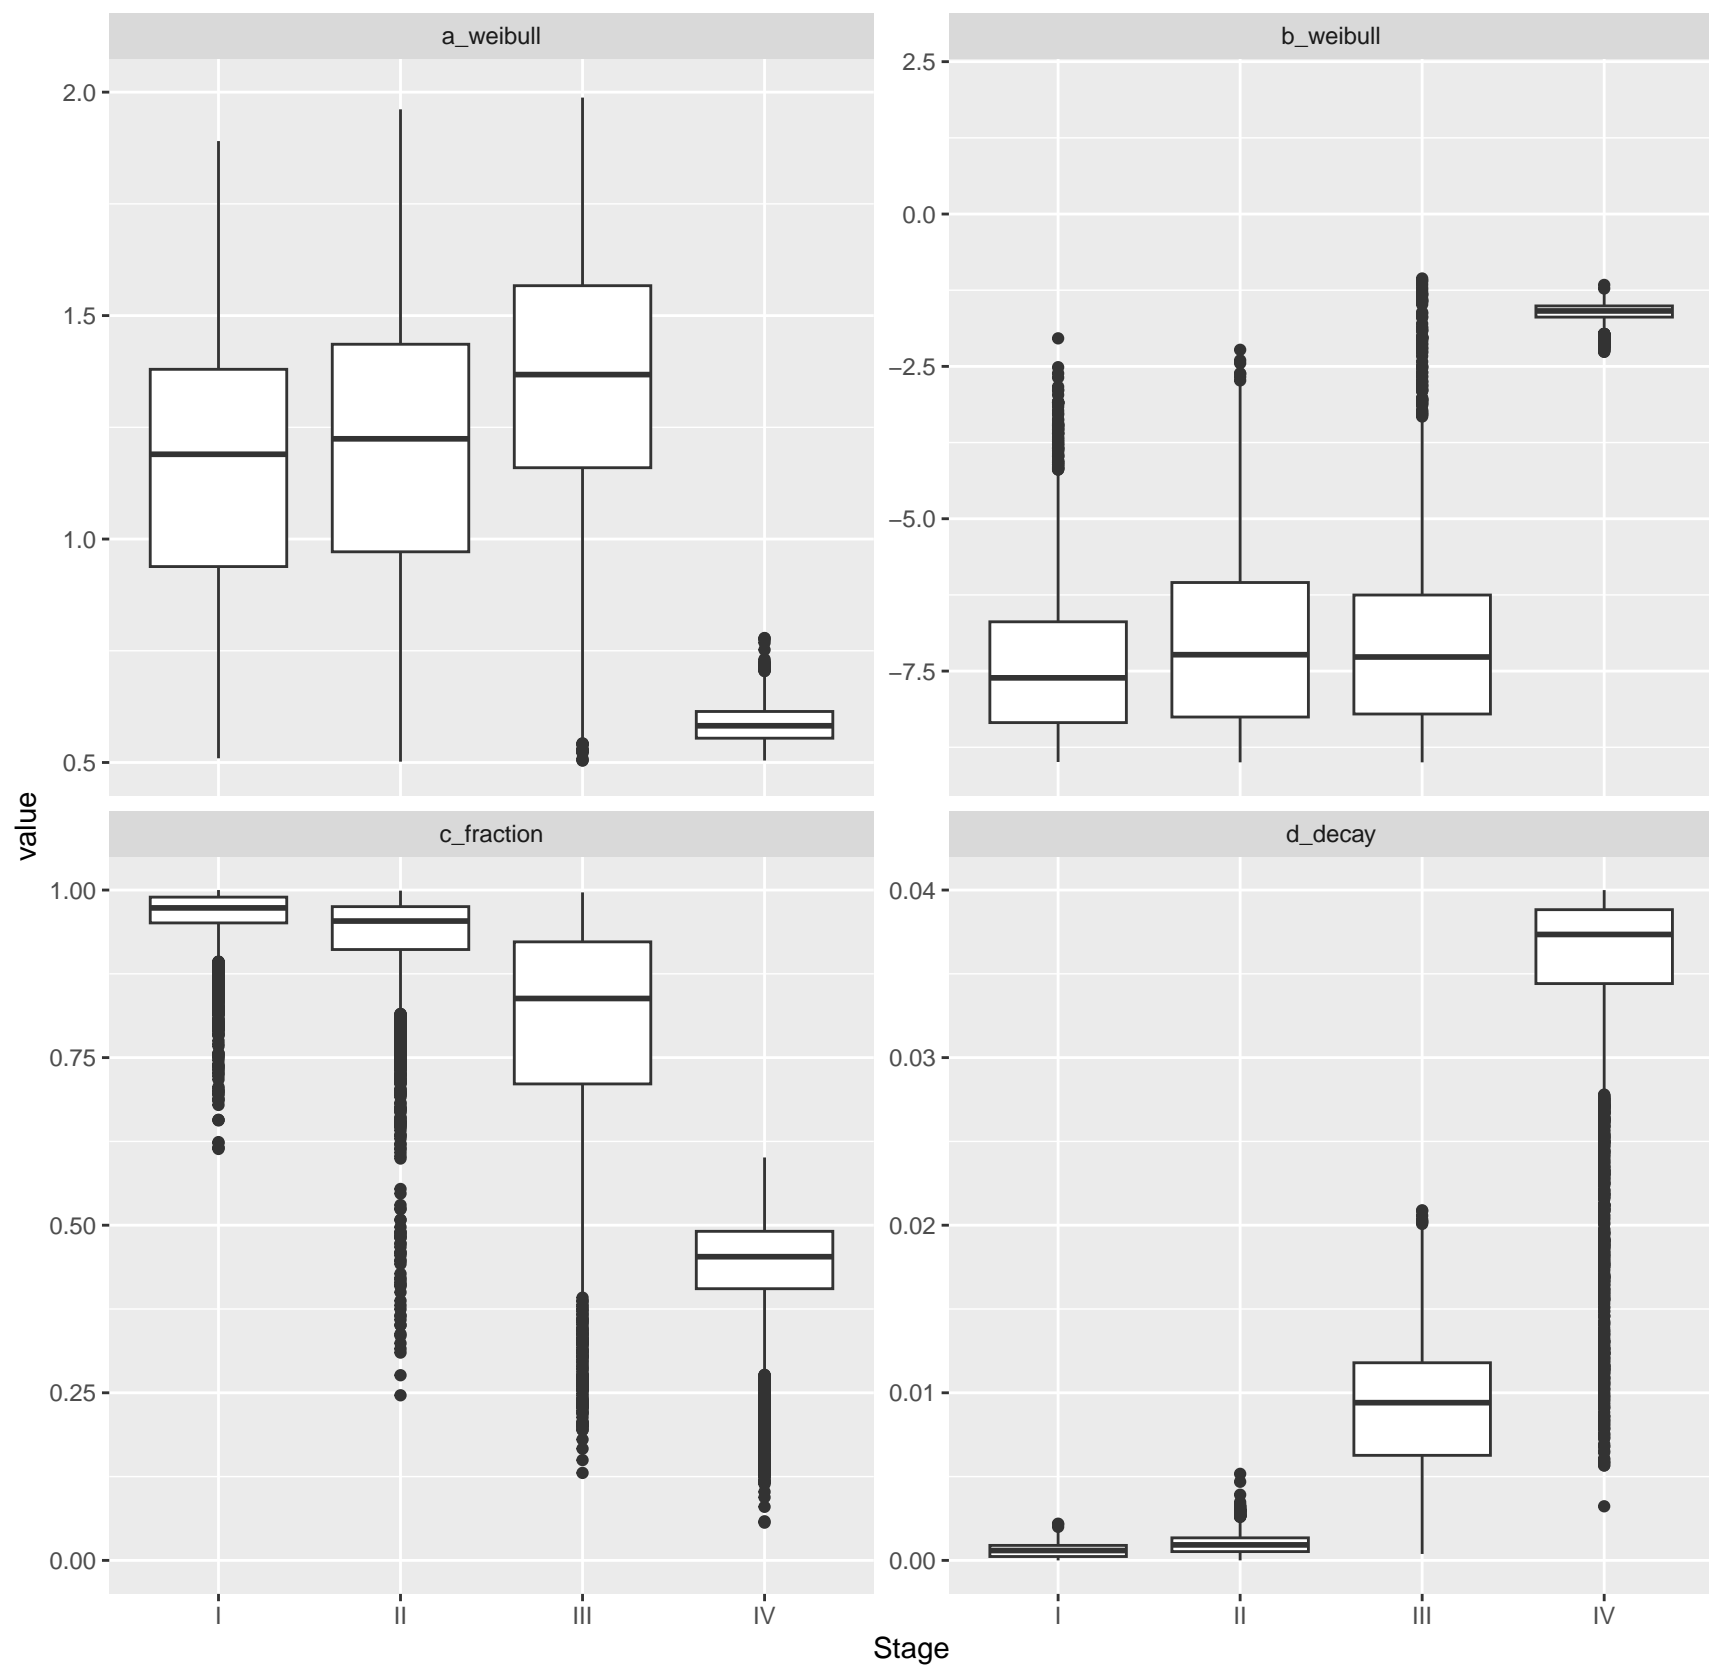 a_weibull
b_weibull
2.0
1.5
1.0
0.5
2.5
0.0
−2.5
−5.0
−7.5
value
c_fraction
d_decay
1.00
0.75
0.50
0.25
0.00
0.04
0.03
0.02
0.01
0.00
I II III IV
I II III IV
Stage